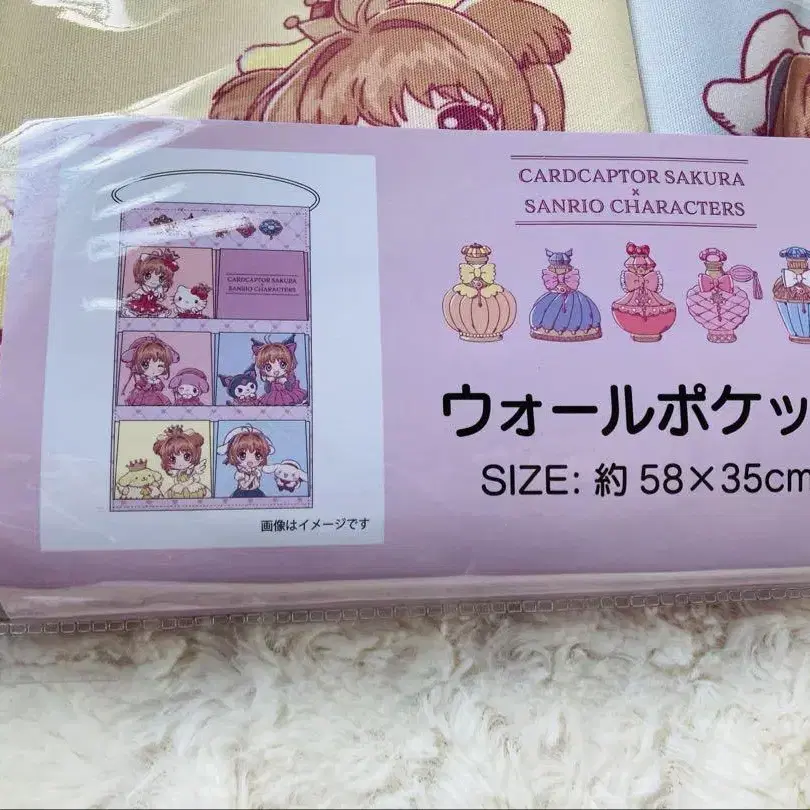 CARDCAPTOR SAKURA
×
SANRIO CHARACTERS
CARDCAPTOR SAKURA
×
SANRIO CHARACTERS
ウォールポケッ
SIZE: 約 58×35cm
画像はイメージです